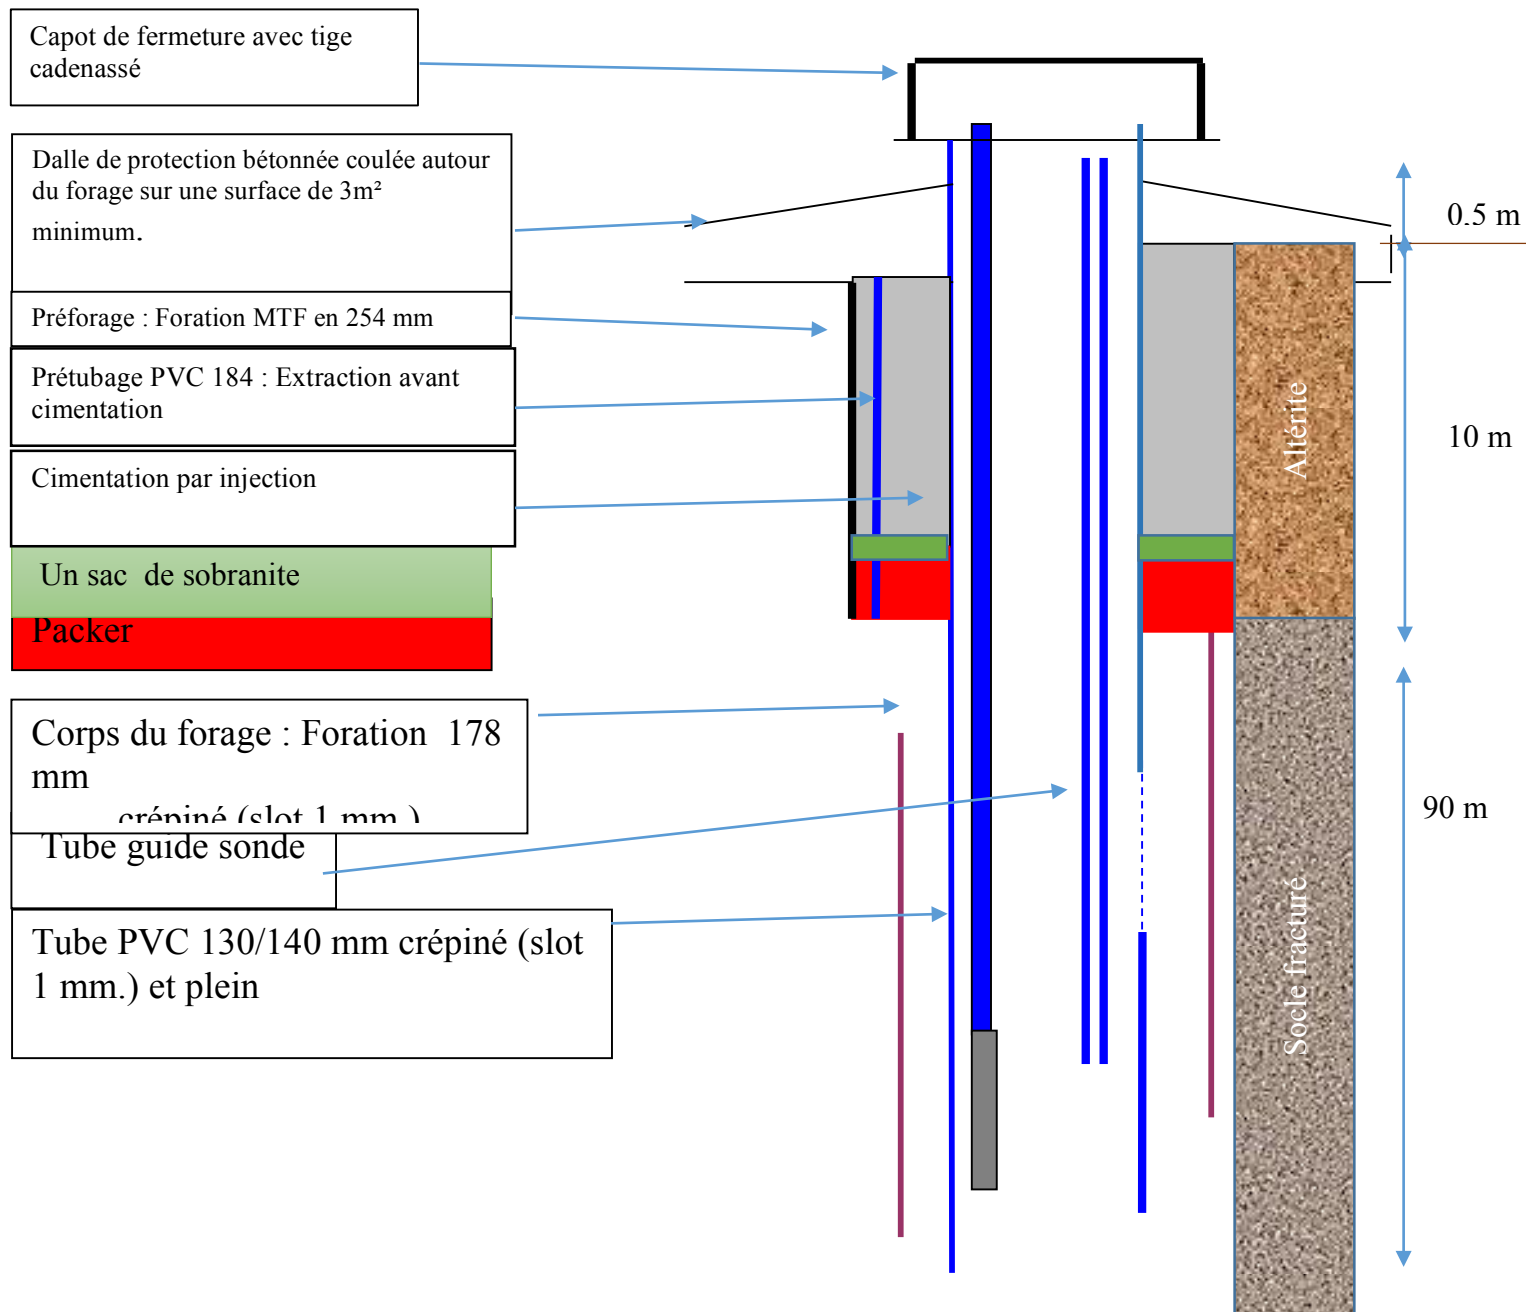 Capot de fermeture avec tige
cadenassé
Dalle de protection bétonnée coulée autour
du forage sur une surface de 3m²
minimum.
Préforage : Foration MTF en 254 mm
Prétubage PVC 184 : Extraction avant
cimentation
Cimentation par injection
Un sac de sobranite
Packer
Corps du forage : Foration 178
mm
crépiné (slot 1 mm.)
Tube guide sonde
Tube PVC 130/140 mm crépiné (slot
1 mm.) et plein
0.5 m
10 m
90 m
Altérite
Socle fracturé